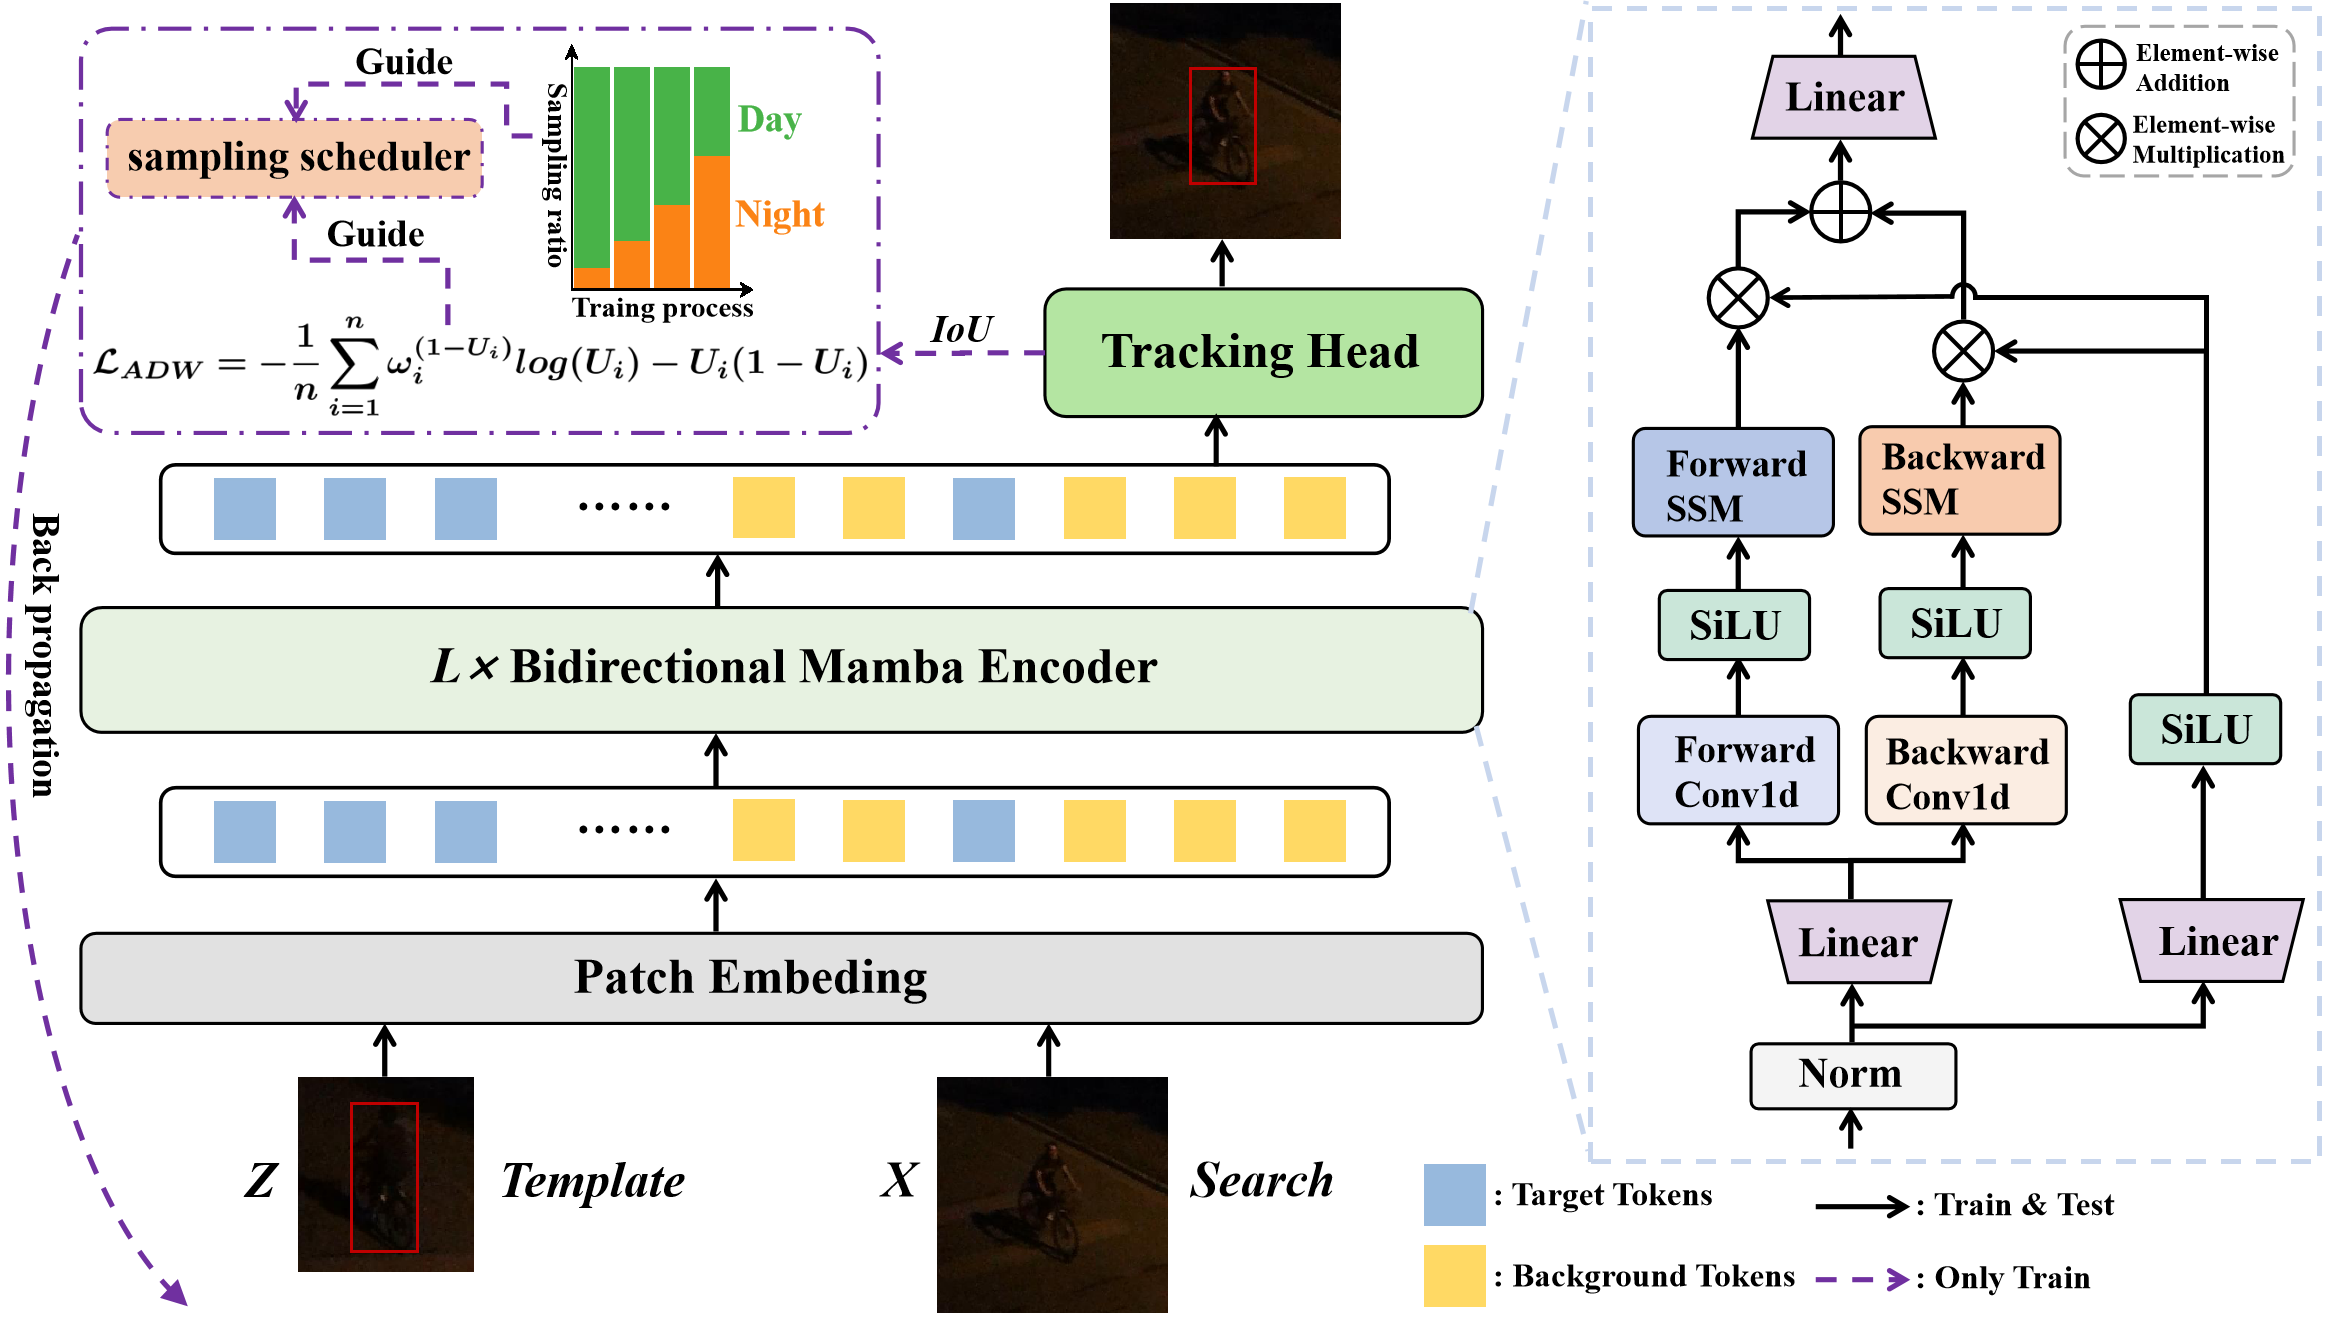 Guide
sampling scheduler
Guide
Sampling ratio
Day
Night
Traing process
$\mathcal{L}_{ADW} = -\frac{1}{n}\sum_{i=1}^{n}\omega_i^{(1-U_i)}log(U_i) - U_i(1-U_i)$
IoU
Tracking Head
Back propagation
L× Bidirectional Mamba Encoder
Patch Embeding
Z
Template
X
Search
Linear
Element-wise
Addition
Element-wise
Multiplication
Forward
SSM
Backward
SSM
SiLU
SiLU
SiLU
Forward
Conv1d
Backward
Conv1d
Linear
Linear
Norm
: Target Tokens
: Train & Test
: Background Tokens
: Only Train
......
......